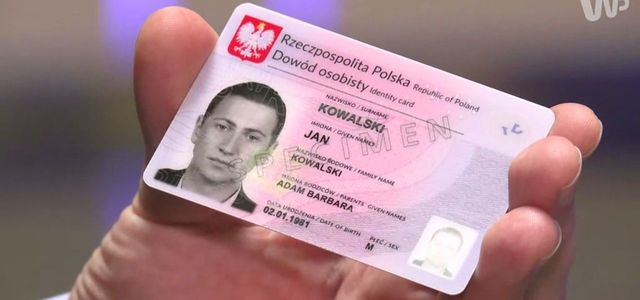 Rzeczpospolita Polska Republic of Poland
Dowód osobisty Identity card
NAZWISKO / SURNAME
KOWALSKI
IMIONA / GIVEN NAMES
JAN
NAZWISKO RODOWE / FAMILY NAME
KOWALSKI
IMIONA RODZICÓW / PARENTS GIVEN NAMES
ADAM BARBARA
DATA URODZENIA / DATE OF BIRTH
PŁEĆ / SEX
02.01.1981
M
SPECIMEN